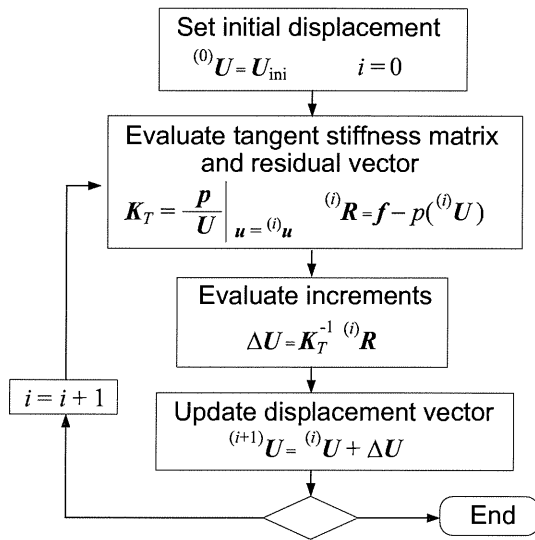 Set initial displacement
⁽⁰⁾U = U_ini i = 0
Evaluate tangent stiffness matrix
and residual vector
K_T = p/U |_u = ⁽ⁱ⁾u ⁽ⁱ⁾R = f − p(⁽ⁱ⁾U)
Evaluate increments
ΔU = K_T⁻¹ ⁽ⁱ⁾R
i = i + 1
Update displacement vector
⁽ⁱ⁺¹⁾U = ⁽ⁱ⁾U + ΔU
End